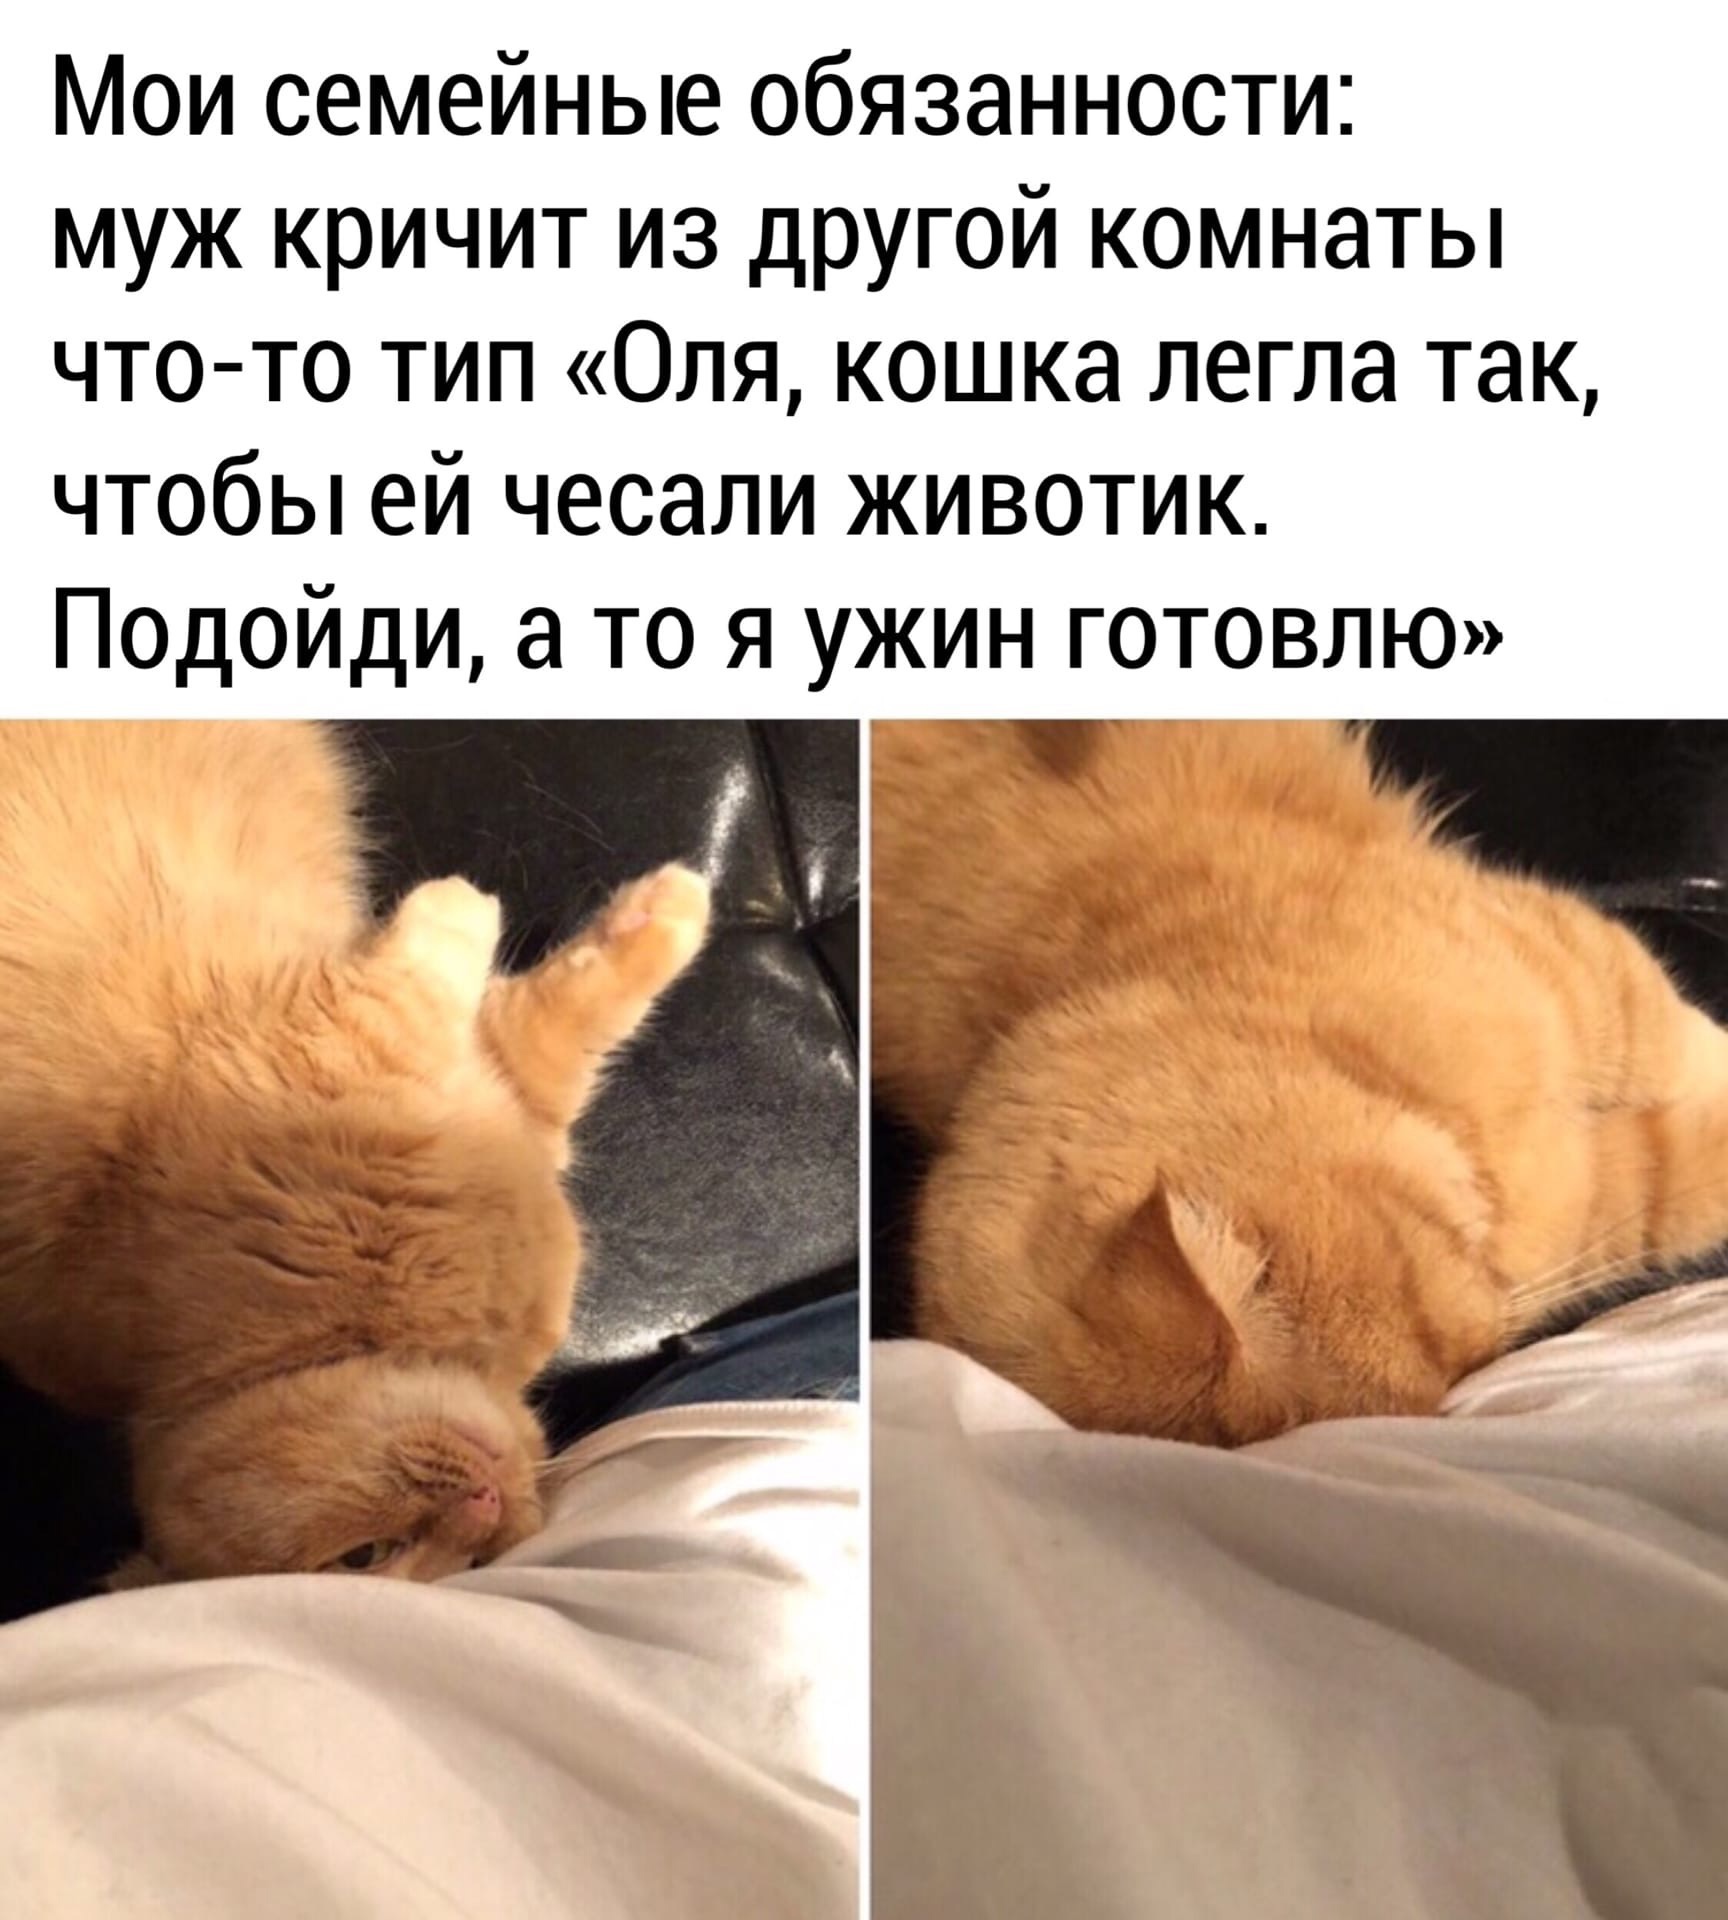 Мои семейные обязанности:
муж кричит из другой комнаты
что-то тип «Оля, кошка легла так,
чтобы ей чесали животик.
Подойди, а то я ужин готовлю»